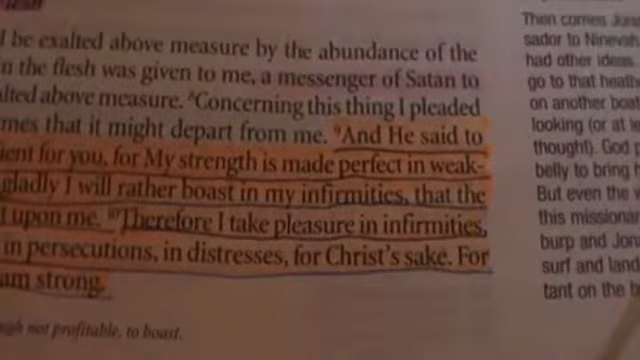 l be exalted above measure by the abundance of the
n the flesh was given to me, a messenger of Satan to
alted above measure. ⁸Concerning this thing I pleaded
mes that it might depart from me. ⁹And He said to
ient for you, for My strength is made perfect in weak-
gladly I will rather boast in my infirmities, that the
t upon me. ¹⁰Therefore I take pleasure in infirmities,
in persecutions, in distresses, for Christ's sake. For
am strong.
not profitable, to boast.
Then comes
sador to Nineveh
had other ideas.
go to that
on another boat
looking (or at le
thought). God
belly to bring
But even the
this missionar
burp and Jon
surf and land
tant on the